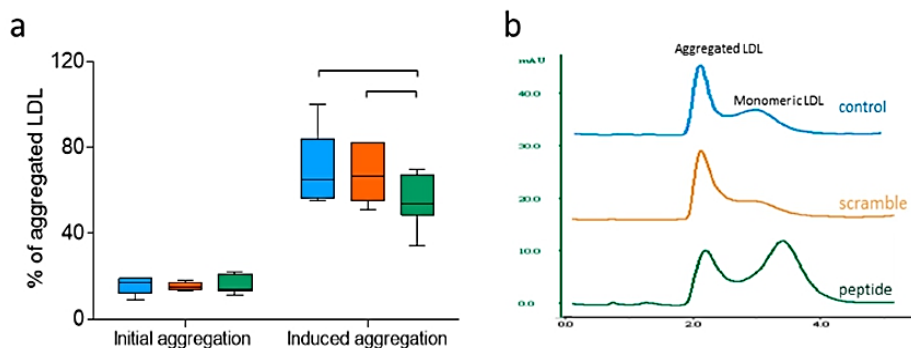 a
% of aggregated LDL
120
80
40
0
Initial aggregation
Induced aggregation
b
mAU
40.0
30.0
20.0
10.0
0.0
Aggregated LDL
Monomeric LDL
control
scramble
peptide
0.0
2.0
4.0